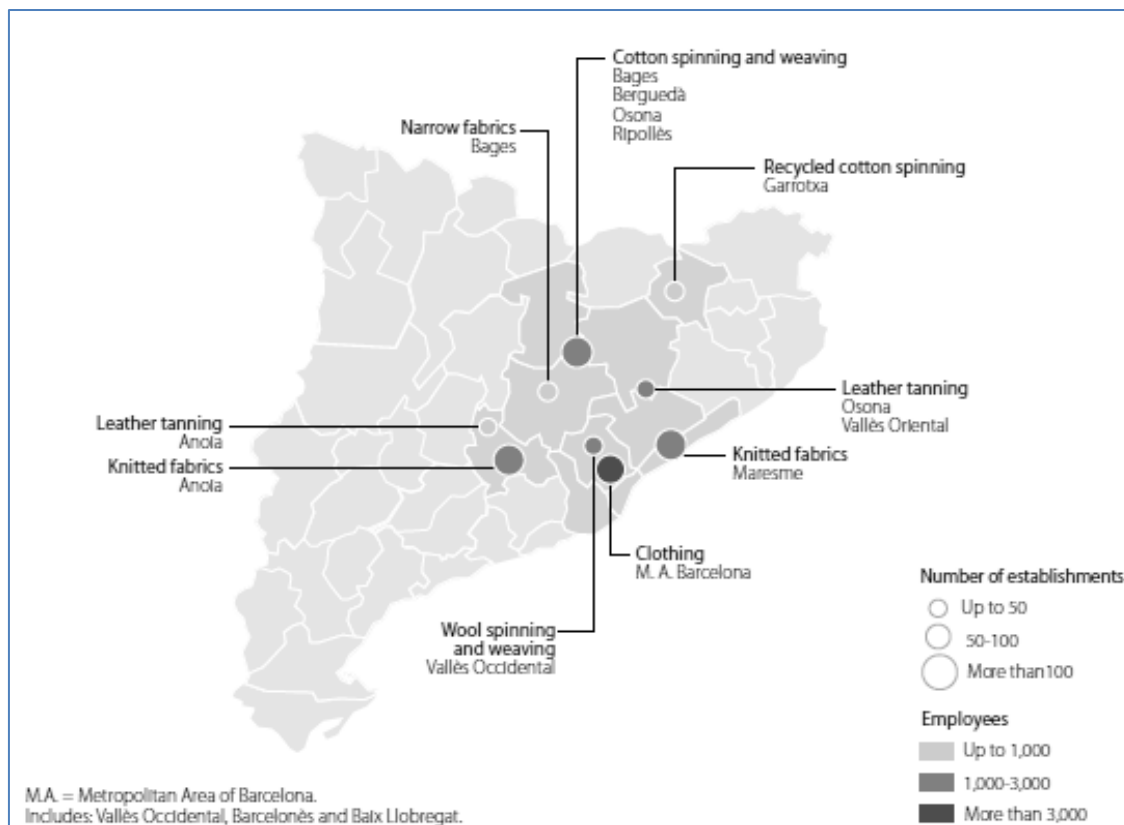 Cotton spinning and weaving
Bages
Berguedà
Osona
Ripollès
Narrow fabrics
Bages
Recycled cotton spinning
Garrotxa
Leather tanning
Osona
Vallès Oriental
Leather tanning
Anoia
Knitted fabrics
Anoia
Knitted fabrics
Maresme
Clothing
M. A. Barcelona
Wool spinning
and weaving
Vallès Occidental
Number of establishments
Up to 50
50-100
More than100
Employees
Up to 1,000
1,000-3,000
More than 3,000
M.A. = Metropolitan Area of Barcelona.
Includes: Vallès Occidental, Barcelonès and Baix Llobregat.